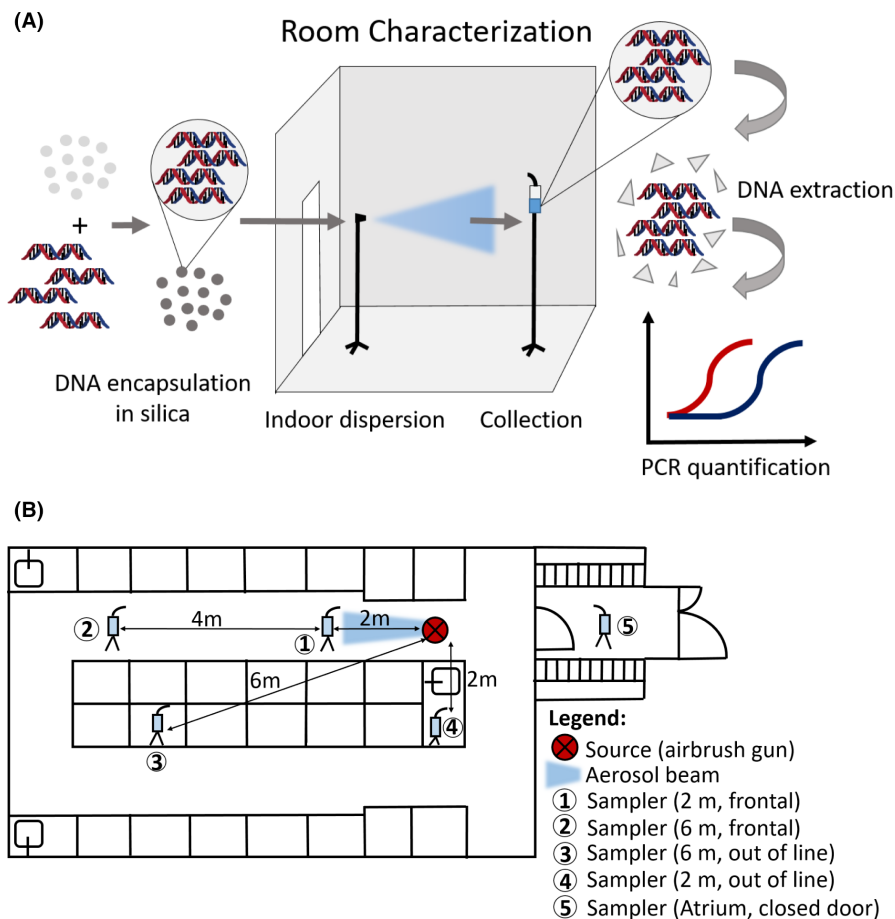 (A)
Room Characterization
+
DNA extraction
DNA encapsulation
in silica
Indoor dispersion
Collection
PCR quantification
(B)
②
4m
①
2m
⑤
6m
2m
④
③
Legend:
Source (airbrush gun)
Aerosol beam
① Sampler (2 m, frontal)
② Sampler (6 m, frontal)
③ Sampler (6 m, out of line)
④ Sampler (2 m, out of line)
⑤ Sampler (Atrium, closed door)